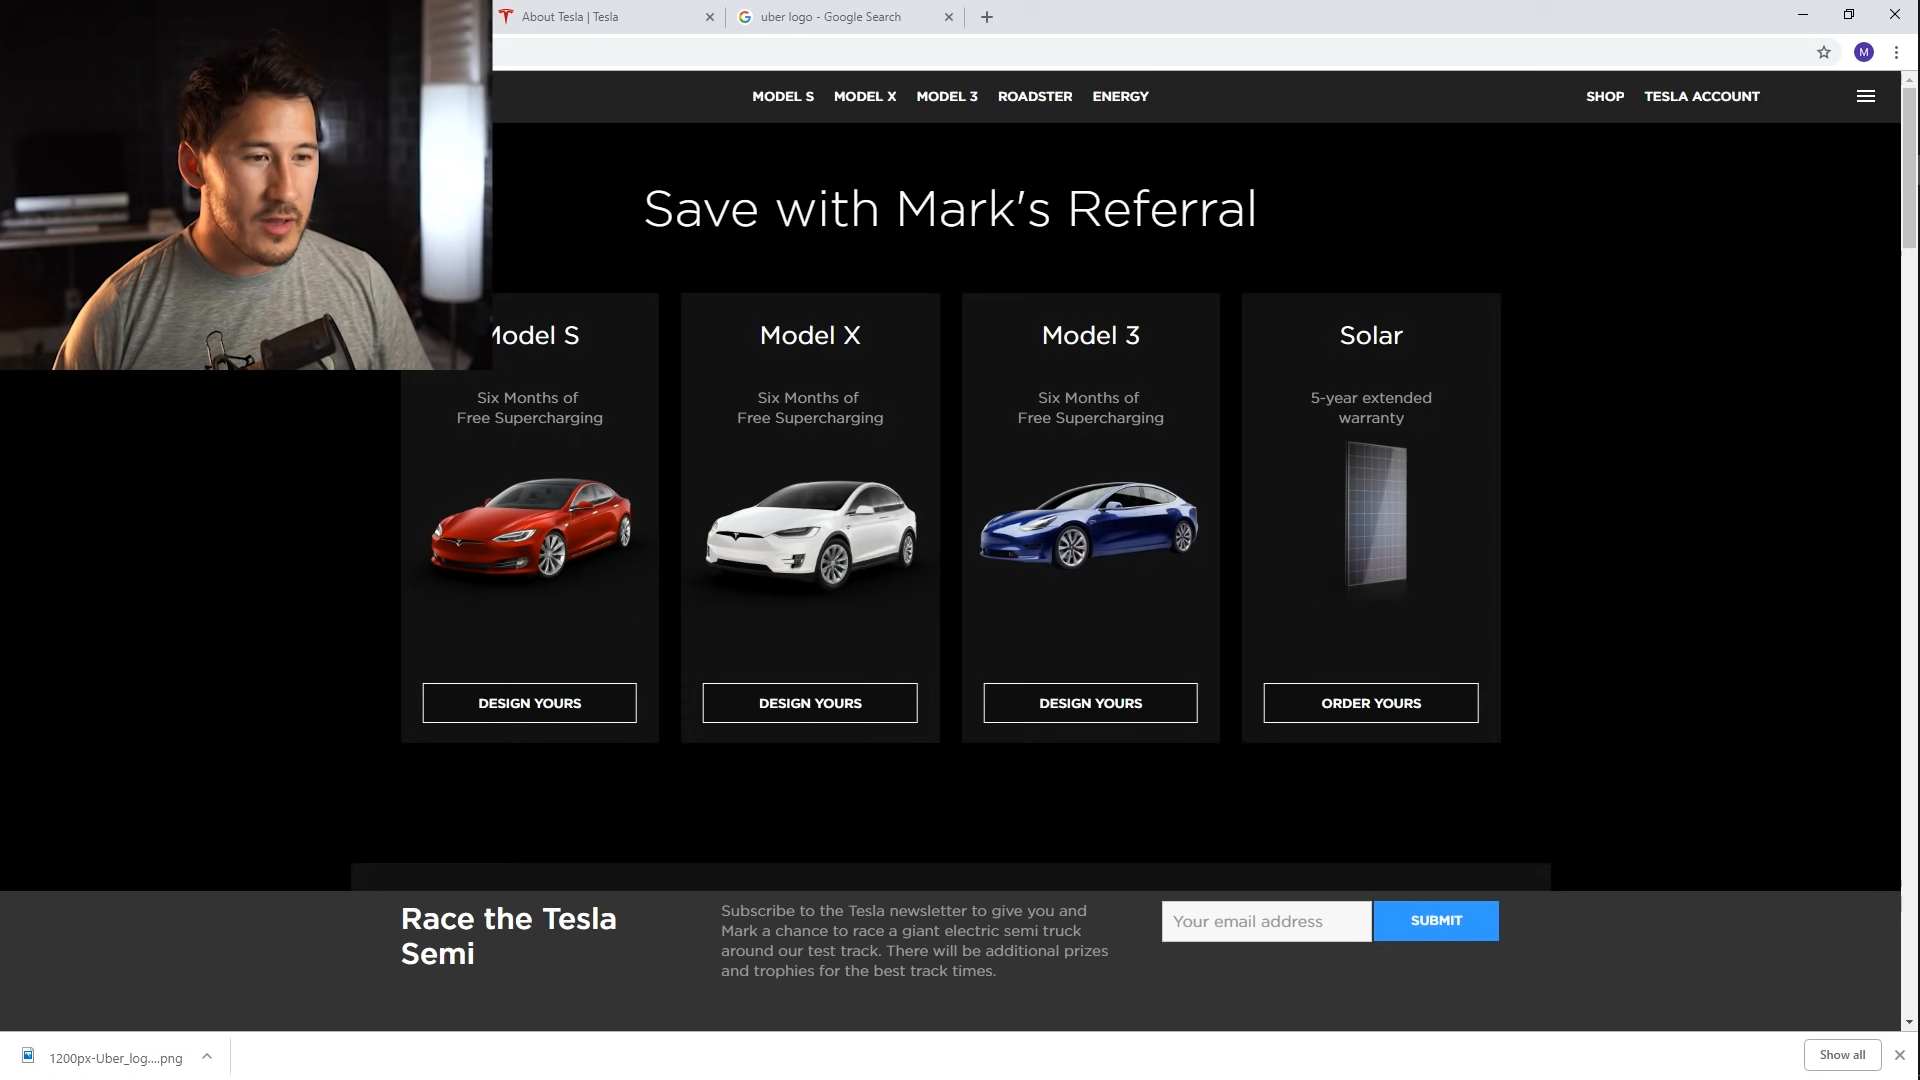 About Tesla | Tesla
uber logo - Google Search
M
MODEL S MODEL X MODEL 3 ROADSTER ENERGY
SHOP TESLA ACCOUNT
Save with Mark's Referral
Model S
Six Months of
Free Supercharging
DESIGN YOURS
Model X
Six Months of
Free Supercharging
DESIGN YOURS
Model 3
Six Months of
Free Supercharging
DESIGN YOURS
Solar
5-year extended
warranty
ORDER YOURS
Race the Tesla
Semi
Subscribe to the Tesla newsletter to give you and
Mark a chance to race a giant electric semi truck
around our test track. There will be additional prizes
and trophies for the best track times.
Your email address
SUBMIT
1200px-Uber_log....png
Show all